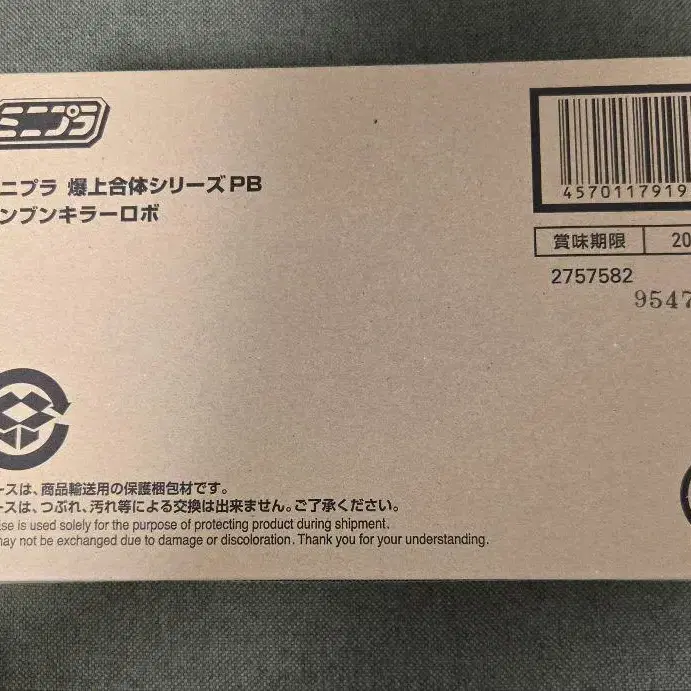 ミニプラ
ニプラ 爆上合体シリーズPB
ンブンキラーロボ
4570117919
賞味期限 20
2757582
9547
ースは、商品輸送用の保護梱包材です。
ースは、つぶれ、汚れ等による交換は出来ません。ご了承ください。
se is used solely for the purpose of protecting product during shipment.
may not be exchanged due to damage or discoloration. Thank you for your understanding.